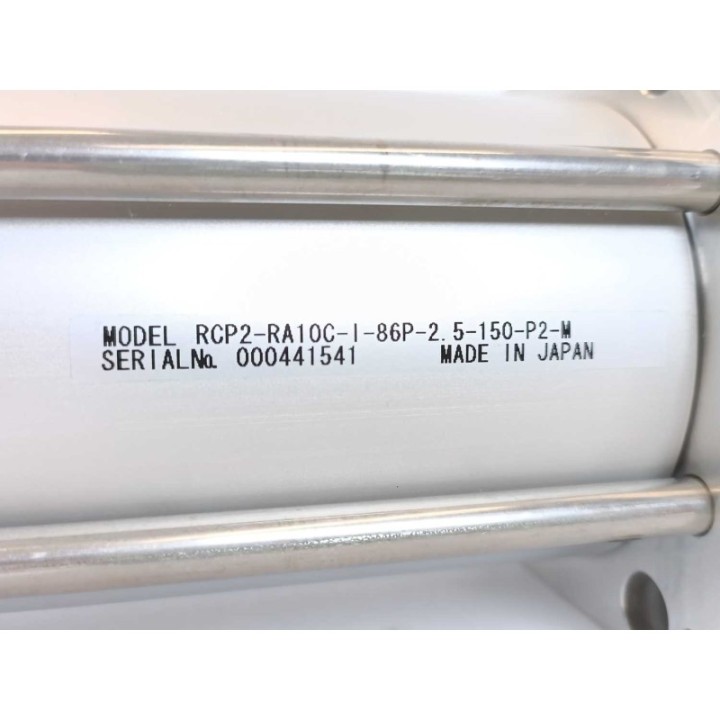 MODEL RCP2-RA10C-I-86P-2.5-150-P2-M
SERIAL№ 000441541 MADE IN JAPAN